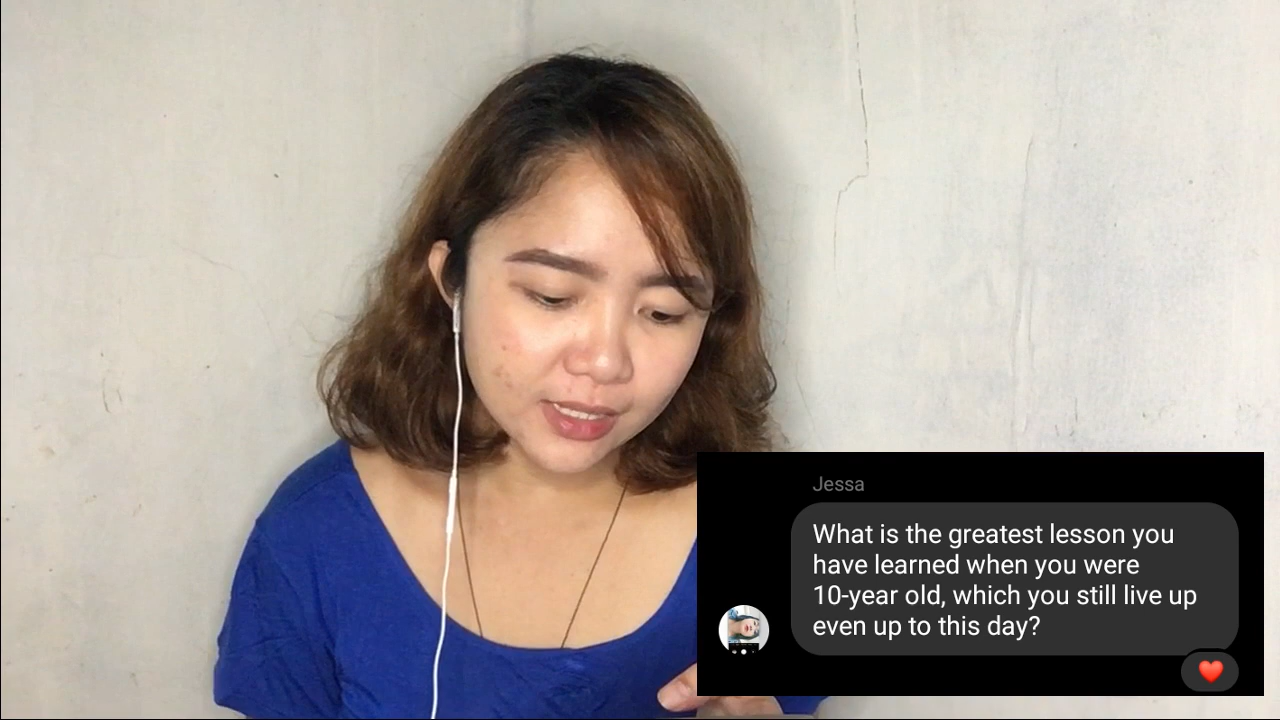 Jessa
What is the greatest lesson you
have learned when you were
10-year old, which you still live up
even up to this day?